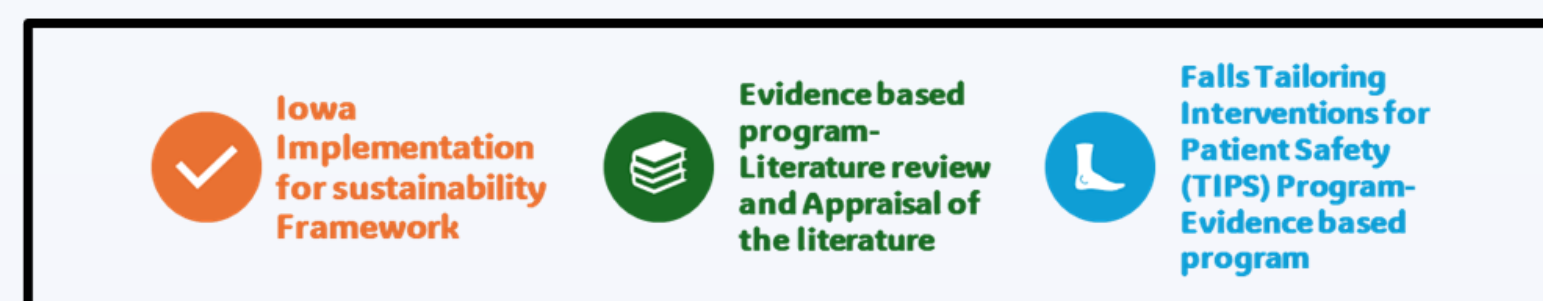 Iowa
Implementation
for sustainability
Framework
Evidence based
program-
Literature review
and Appraisal of
the literature
Falls Tailoring
Interventions for
Patient Safety
(TIPS) Program-
Evidence based
program